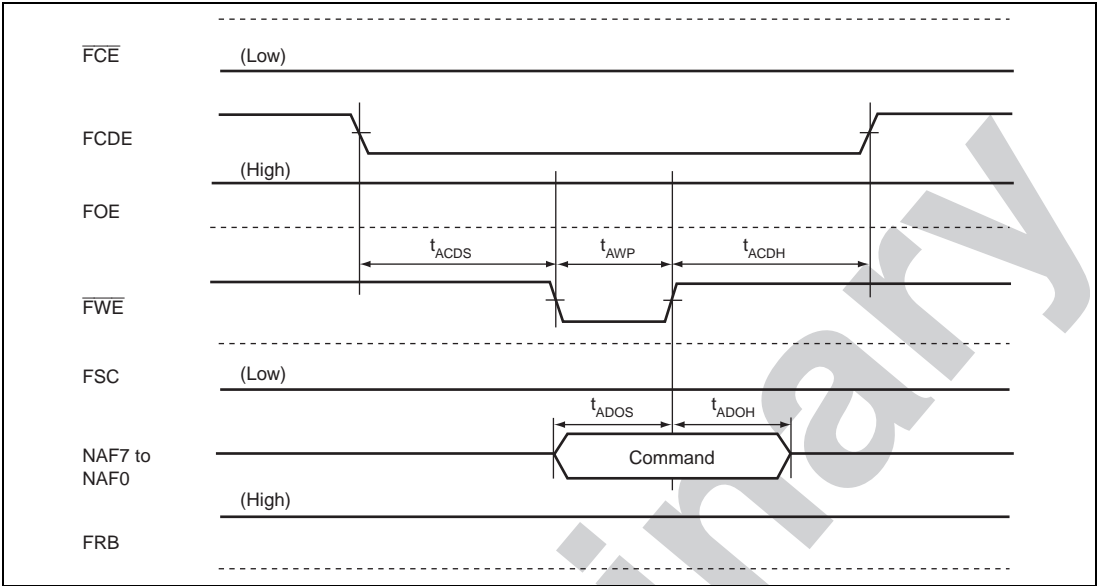 FCE
(Low)
FCDE
(High)
FOE
tACDS
tAWP
tACDH
FWE
FSC
(Low)
tADOS
tADOH
NAF7 to
NAF0
Command
(High)
FRB
inary